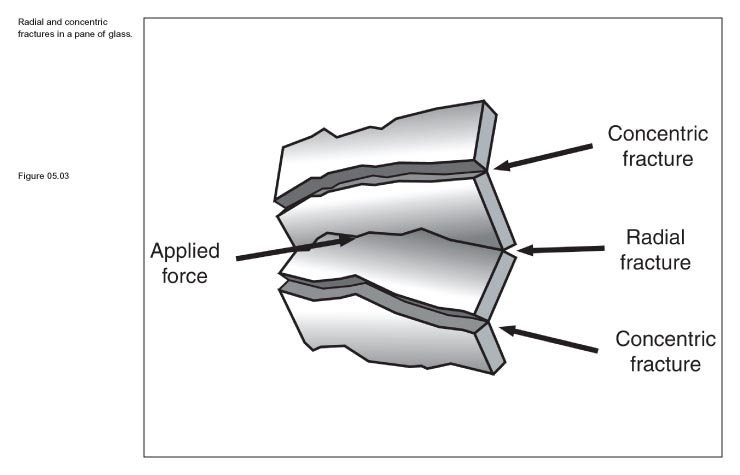 Radial and concentric
fractures in a pane of glass.
Figure 05.03
Concentric
fracture
Applied
force
Radial
fracture
Concentric
fracture